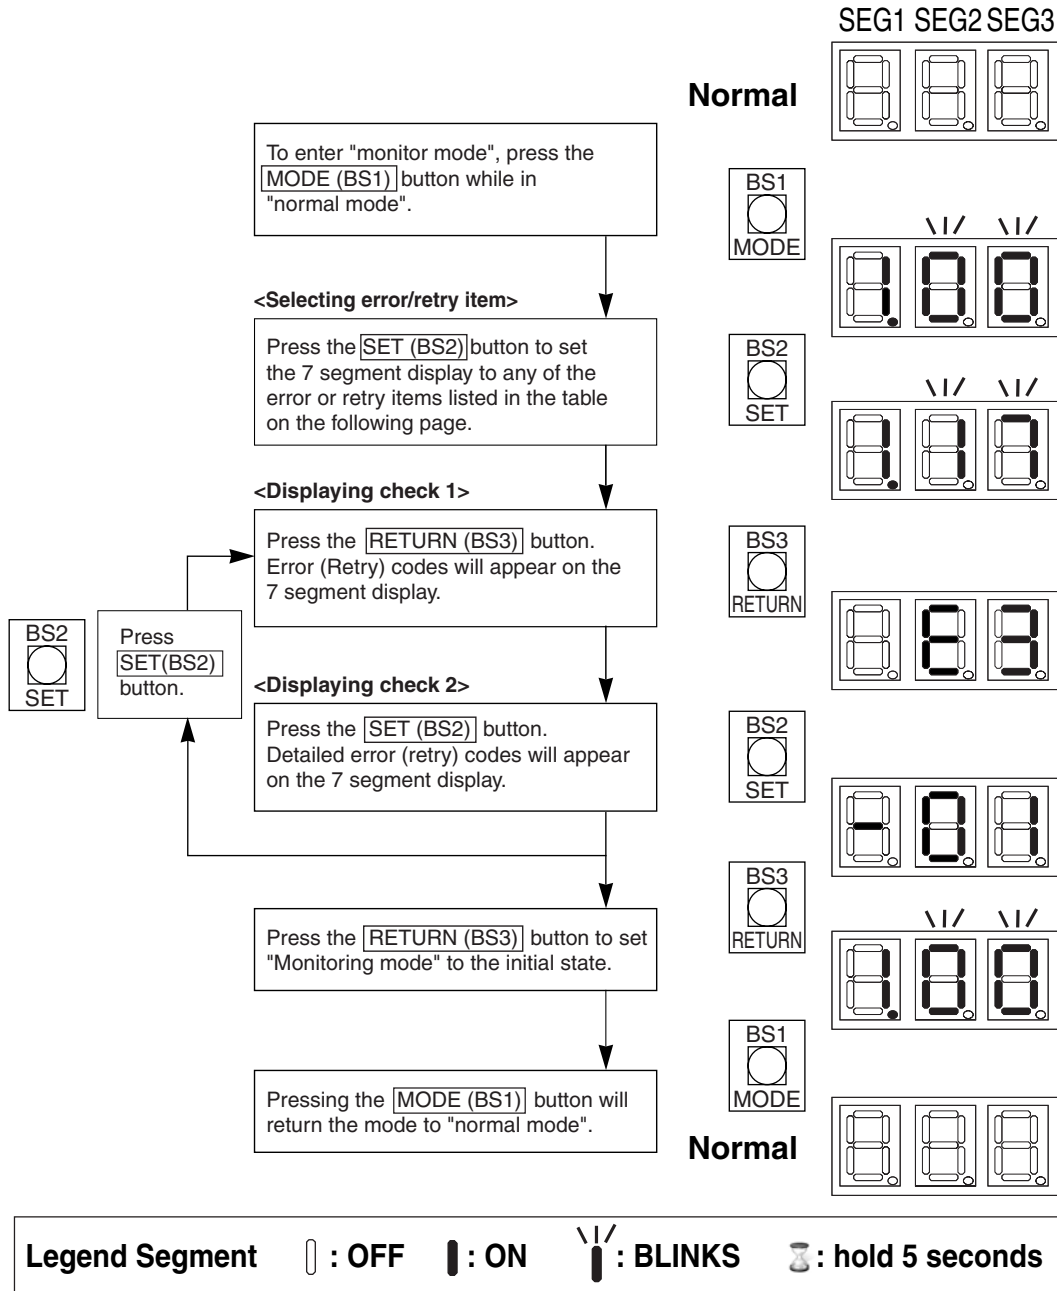 SEG1 SEG2 SEG3
Normal
To enter "monitor mode", press the
MODE (BS1) button while in
"normal mode".
BS1
MODE
<Selecting error/retry item>
Press the SET (BS2) button to set
the 7 segment display to any of the
error or retry items listed in the table
on the following page.
BS2
SET
<Displaying check 1>
Press the RETURN (BS3) button.
Error (Retry) codes will appear on the
7 segment display.
BS3
RETURN
BS2
SET
Press
SET(BS2)
button.
<Displaying check 2>
Press the SET (BS2) button.
Detailed error (retry) codes will appear
on the 7 segment display.
BS2
SET
BS3
RETURN
Press the RETURN (BS3) button to set
"Monitoring mode" to the initial state.
BS1
MODE
Pressing the MODE (BS1) button will
return the mode to "normal mode".
Normal
Legend Segment : OFF : ON : BLINKS : hold 5 seconds